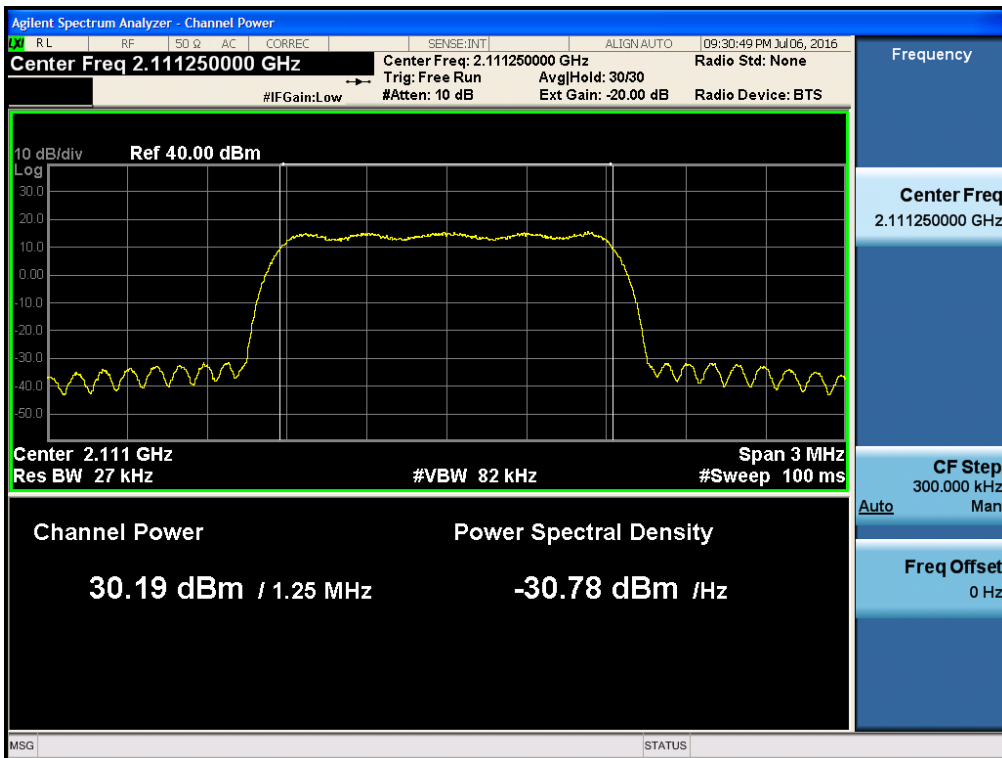 Agilent Spectrum Analyzer - Channel Power
LXI RL RF 50 Ω AC CORREC SENSE:INT ALIGN AUTO 09:30:49 PM Jul 06, 2016
Center Freq 2.111250000 GHz
Center Freq: 2.111250000 GHz Radio Std: None
Trig: Free Run Avg|Hold: 30/30
#IFGain:Low #Atten: 10 dB Ext Gain: -20.00 dB Radio Device: BTS
10 dB/div Ref 40.00 dBm
Log
30.0
20.0
10.0
0.00
-10.0
-20.0
-30.0
-40.0
-50.0
Center 2.111 GHz Span 3 MHz
Res BW 27 kHz #VBW 82 kHz #Sweep 100 ms
Channel Power Power Spectral Density
30.19 dBm / 1.25 MHz -30.78 dBm /Hz
MSG STATUS
Frequency
Center Freq
2.111250000 GHz
CF Step
300.000 kHz
Auto Man
Freq Offset
0 Hz